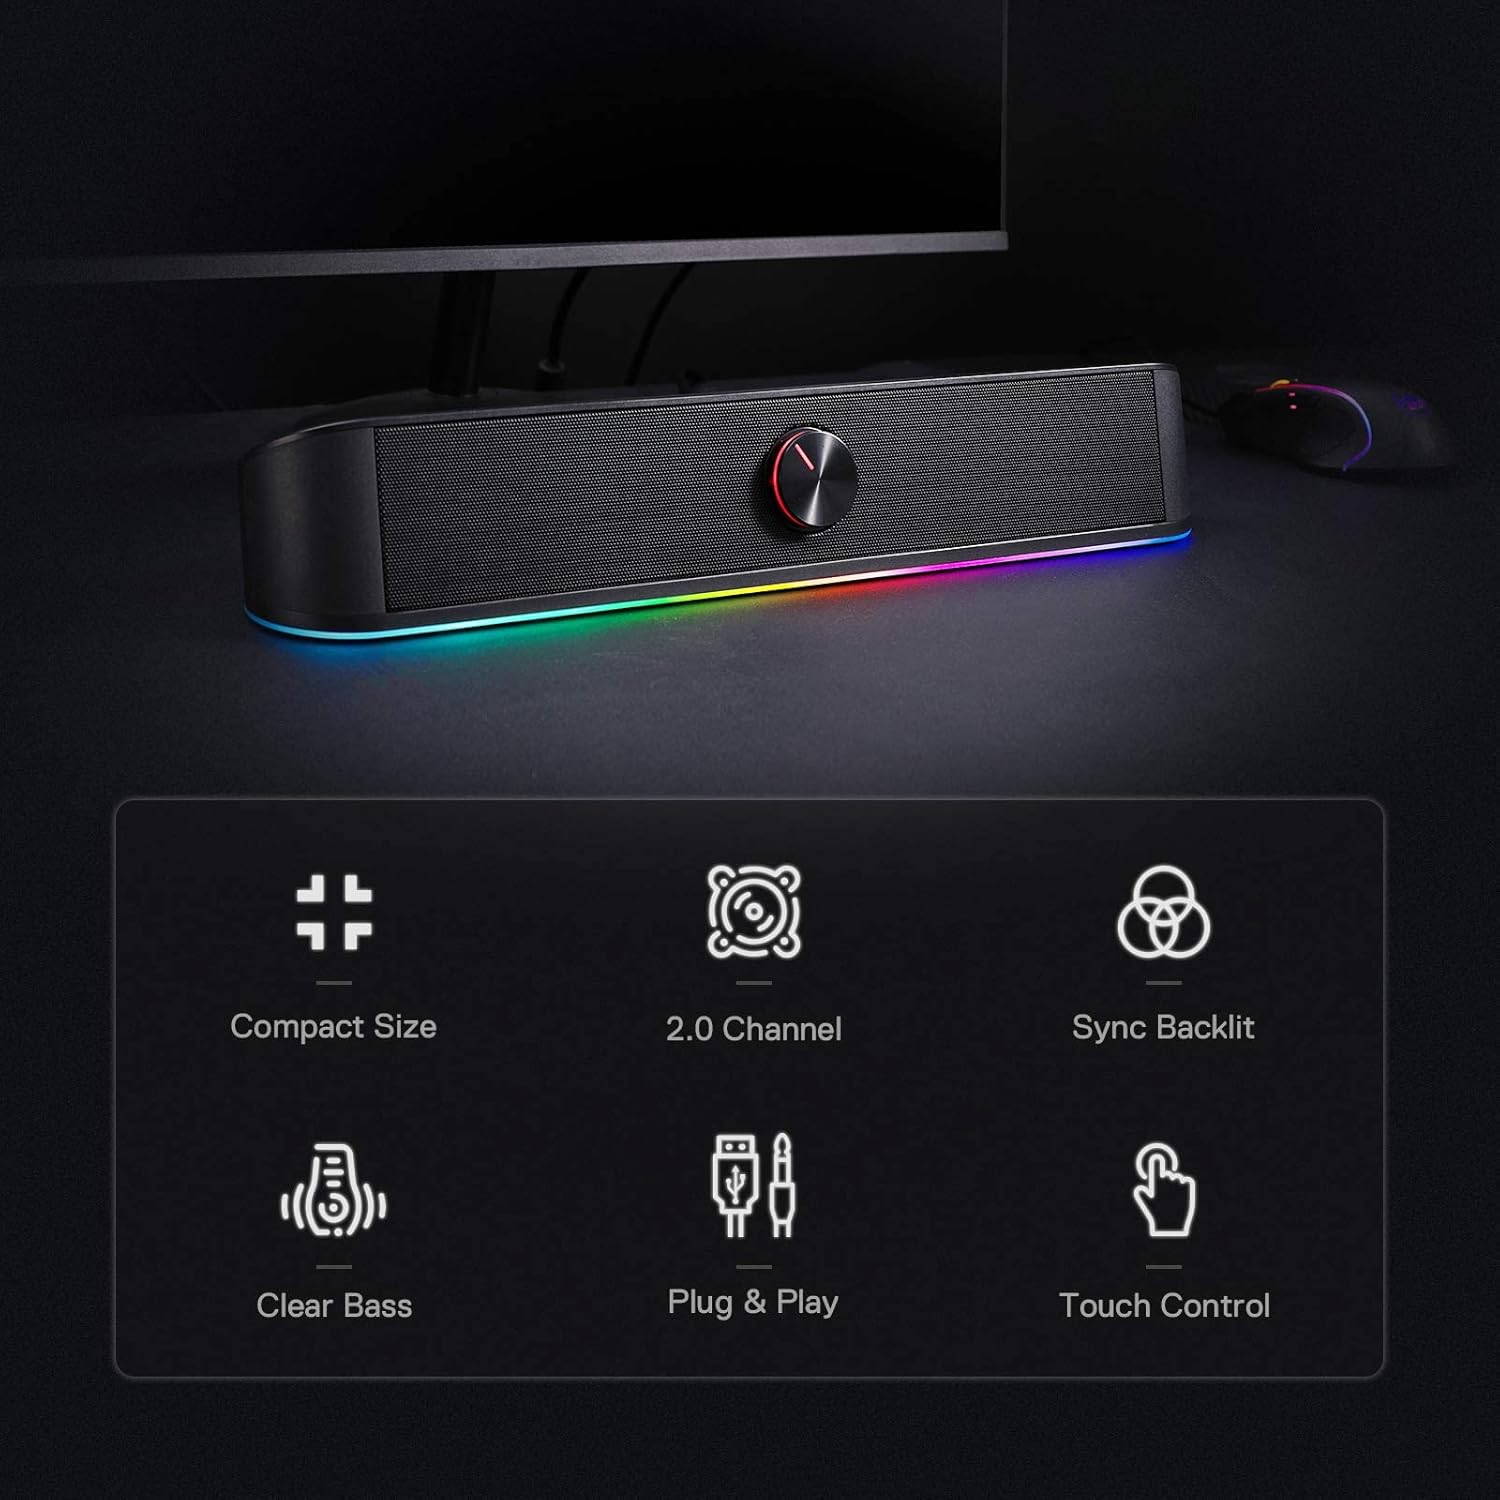 Compact Size
2.0 Channel
Sync Backlit
Clear Bass
Plug & Play
Touch Control